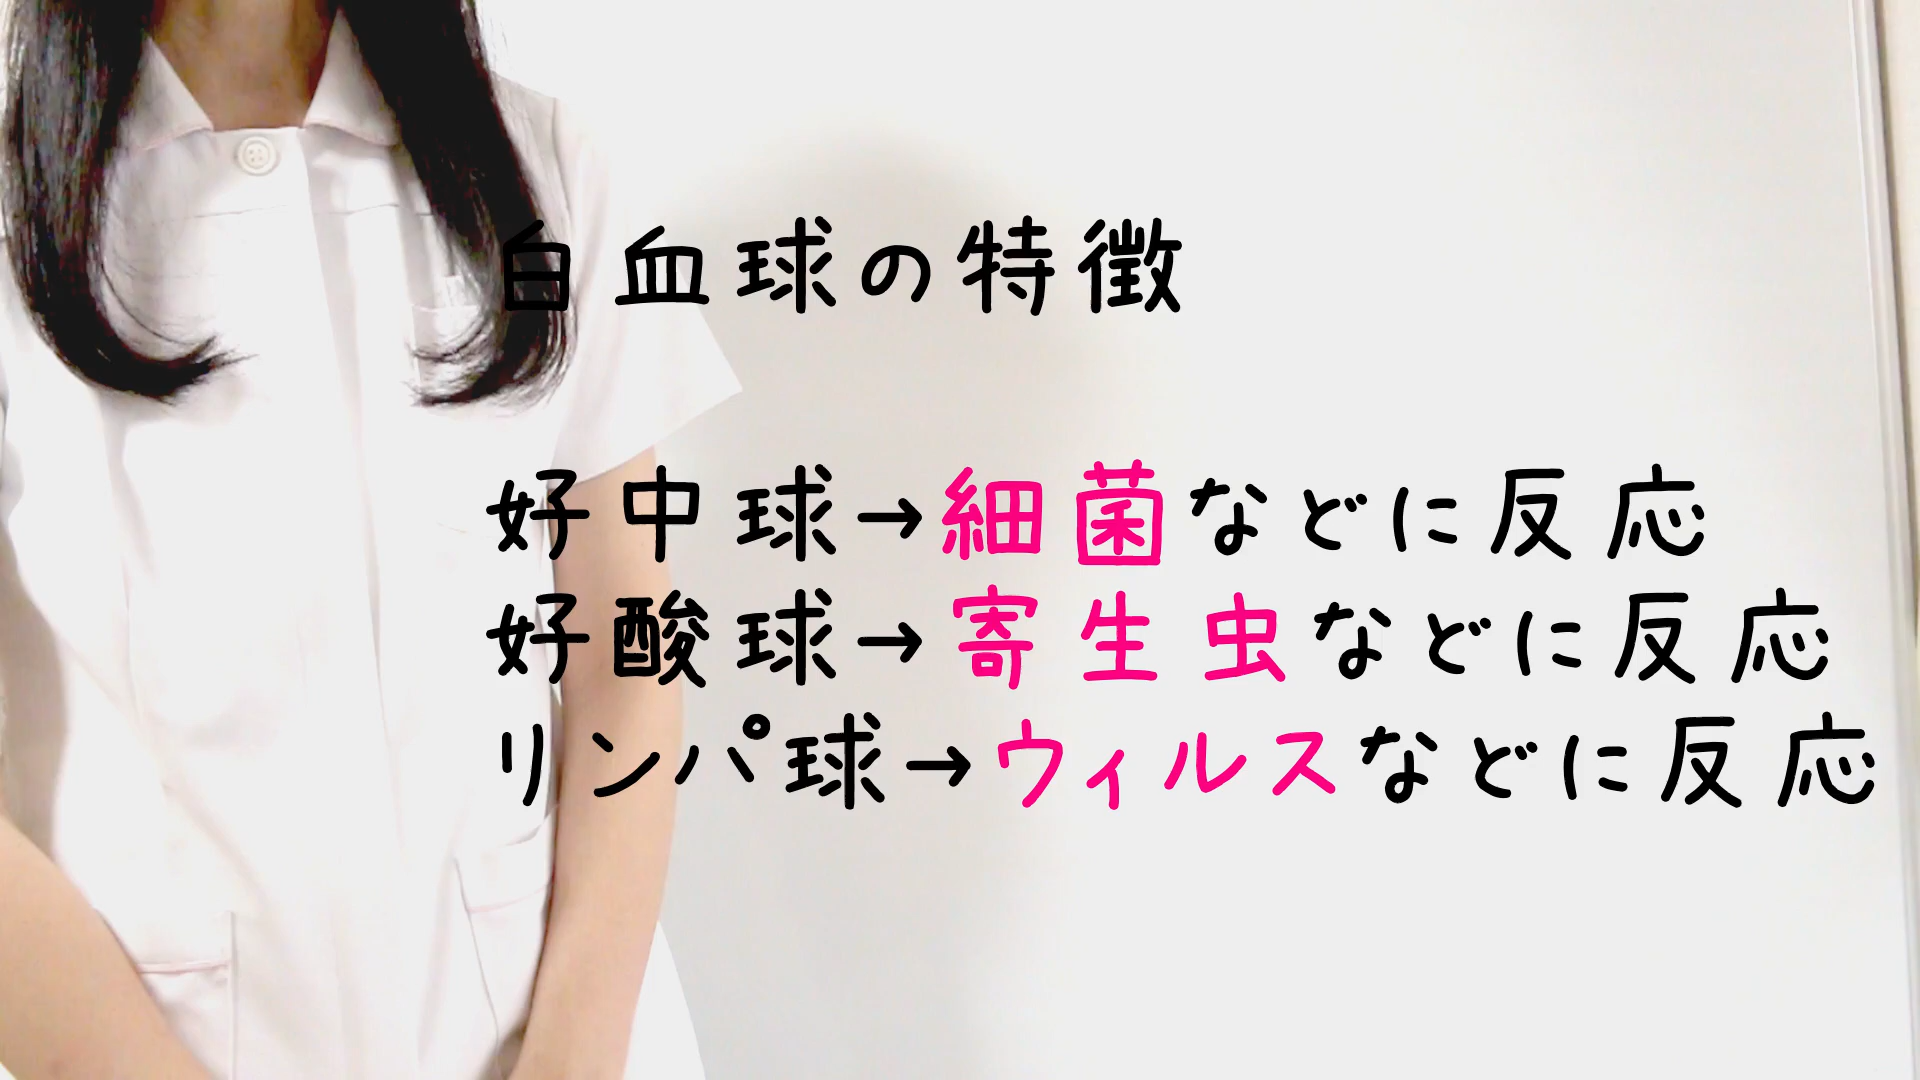 白血球の特徴
好中球→細菌などに反応
好酸球→寄生虫などに反応
リンパ球→ウィルスなどに反応